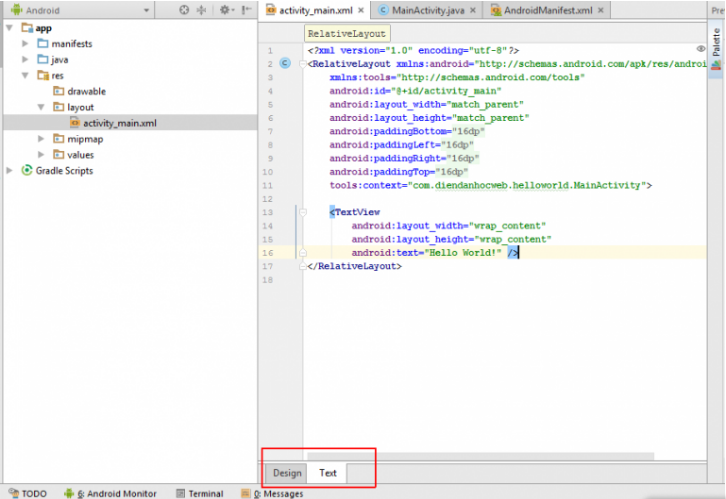 Android
activity_main.xml
MainActivity.java
AndroidManifest.xml
app
manifests
java
res
drawable
layout
activity_main.xml
mipmap
values
Gradle Scripts
RelativeLayout
1 <?xml version="1.0" encoding="utf-8"?>
2 <RelativeLayout xmlns:android="http://schemas.android.com/apk/res/androi
3 xmlns:tools="http://schemas.android.com/tools"
4 android:id="@+id/activity_main"
5 android:layout_width="match_parent"
6 android:layout_height="match_parent"
7 android:paddingBottom="16dp"
8 android:paddingLeft="16dp"
9 android:paddingRight="16dp"
10 android:paddingTop="16dp"
11 tools:context="com.diendanhocweb.helloworld.MainActivity">
12
13 <TextView
14 android:layout_width="wrap_content"
15 android:layout_height="wrap_content"
16 android:text="Hello World!" />
17 </RelativeLayout>
18
Pre
Palette
Design
Text
TODO
6: Android Monitor
Terminal
0: Messages